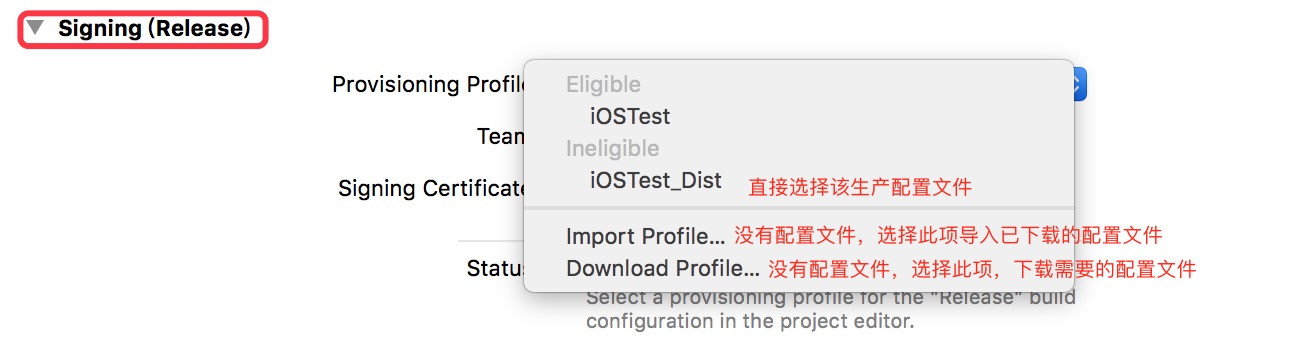 Signing (Release)
Provisioning Profile
Eligible
iOSTest
Team
Ineligible
Signing Certificate
iOSTest_Dist 直接选择该生产配置文件
Import Profile... 没有配置文件，选择此项导入已下载的配置文件
Status
Download Profile... 没有配置文件，选择此项，下载需要的配置文件
Select a provisioning profile for the "Release" build
configuration in the project editor.